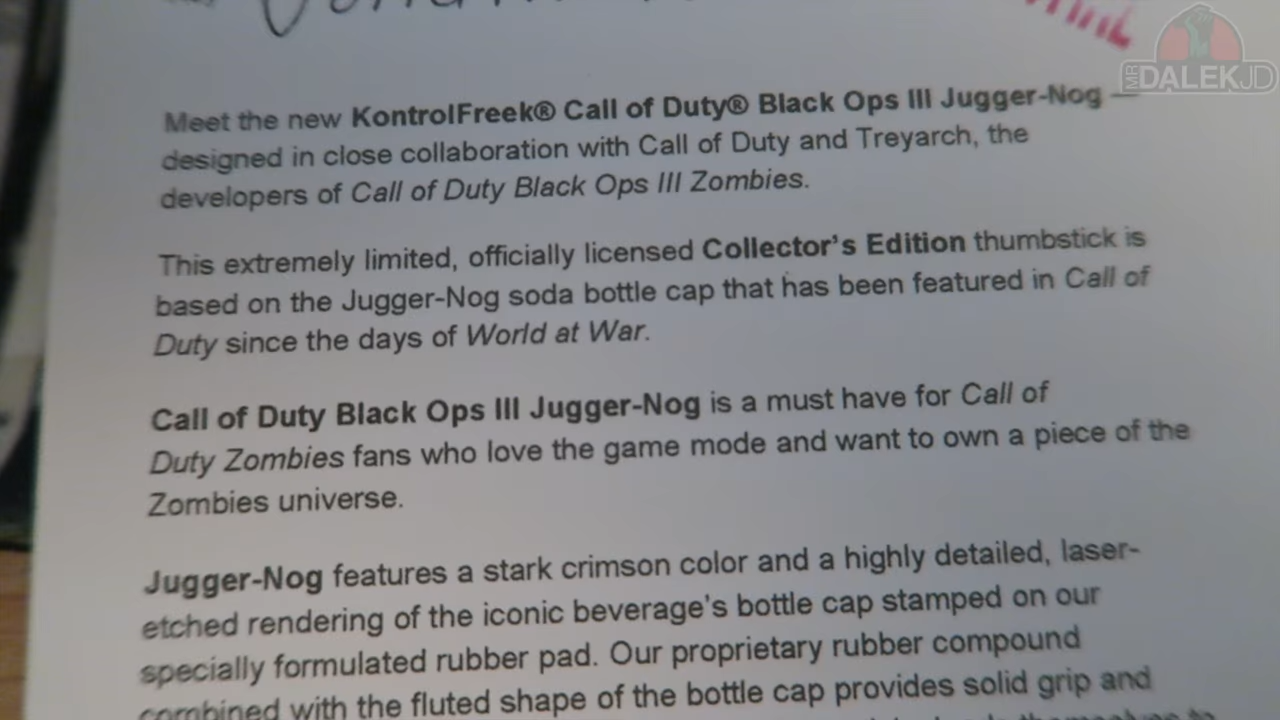 MR DALEKJD
Meet the new KontrolFreek® Call of Duty® Black Ops III Jugger-Nog —
designed in close collaboration with Call of Duty and Treyarch, the
developers of Call of Duty Black Ops III Zombies.
This extremely limited, officially licensed Collector's Edition thumbstick is
based on the Jugger-Nog soda bottle cap that has been featured in Call of
Duty since the days of World at War.
Call of Duty Black Ops III Jugger-Nog is a must have for Call of
Duty Zombies fans who love the game mode and want to own a piece of the
Zombies universe.
Jugger-Nog features a stark crimson color and a highly detailed, laser-
etched rendering of the iconic beverage's bottle cap stamped on our
specially formulated rubber pad. Our proprietary rubber compound
combined with the fluted shape of the bottle cap provides solid grip and